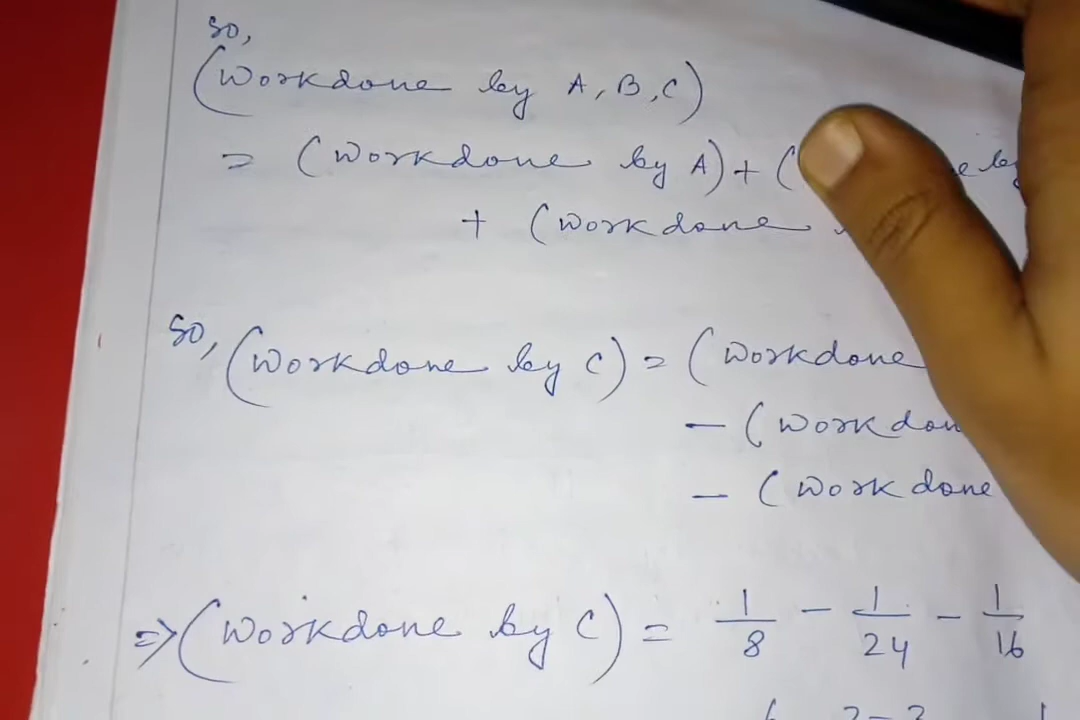 So,
(Workdone by A, B, C)
= (Workdone by A) + (
+ (Workdone
So, (Workdone by C) = (Workdone
- (Workdon
- (Workdone
=> (Workdone by C) = 1/8 - 1/24 - 1/16